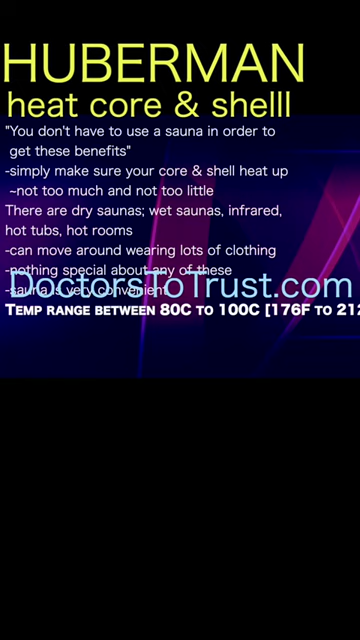 HUBERMAN
heat core & shelll
"You don't have to use a sauna in order to
get these benefits"
-simply make sure your core & shell heat up
~not too much and not too little
There are dry saunas; wet saunas, infrared,
hot tubs, hot rooms
-can move around wearing lots of clothing
-nothing special about any of these
DoctorsToTrust.com
-sauna is very convenient
TEMP RANGE BETWEEN 80C TO 100C [176F TO 212